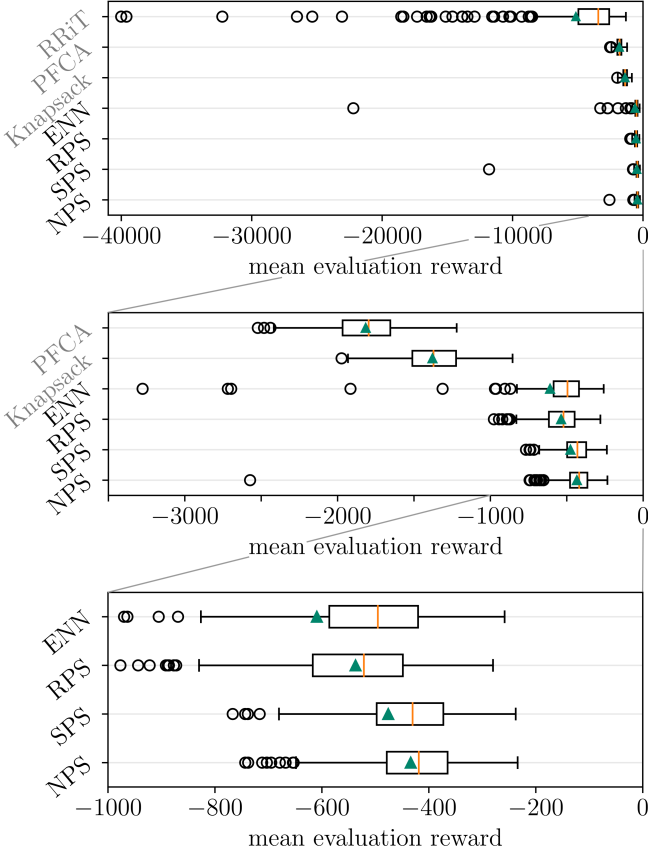 RRiT
PFCA
Knapsack
ENN
RPS
SPS
NPS
−40000 −30000 −20000 −10000 0
mean evaluation reward
PFCA
Knapsack
ENN
RPS
SPS
NPS
−3000 −2000 −1000 0
mean evaluation reward
ENN
RPS
SPS
NPS
−1000 −800 −600 −400 −200 0
mean evaluation reward